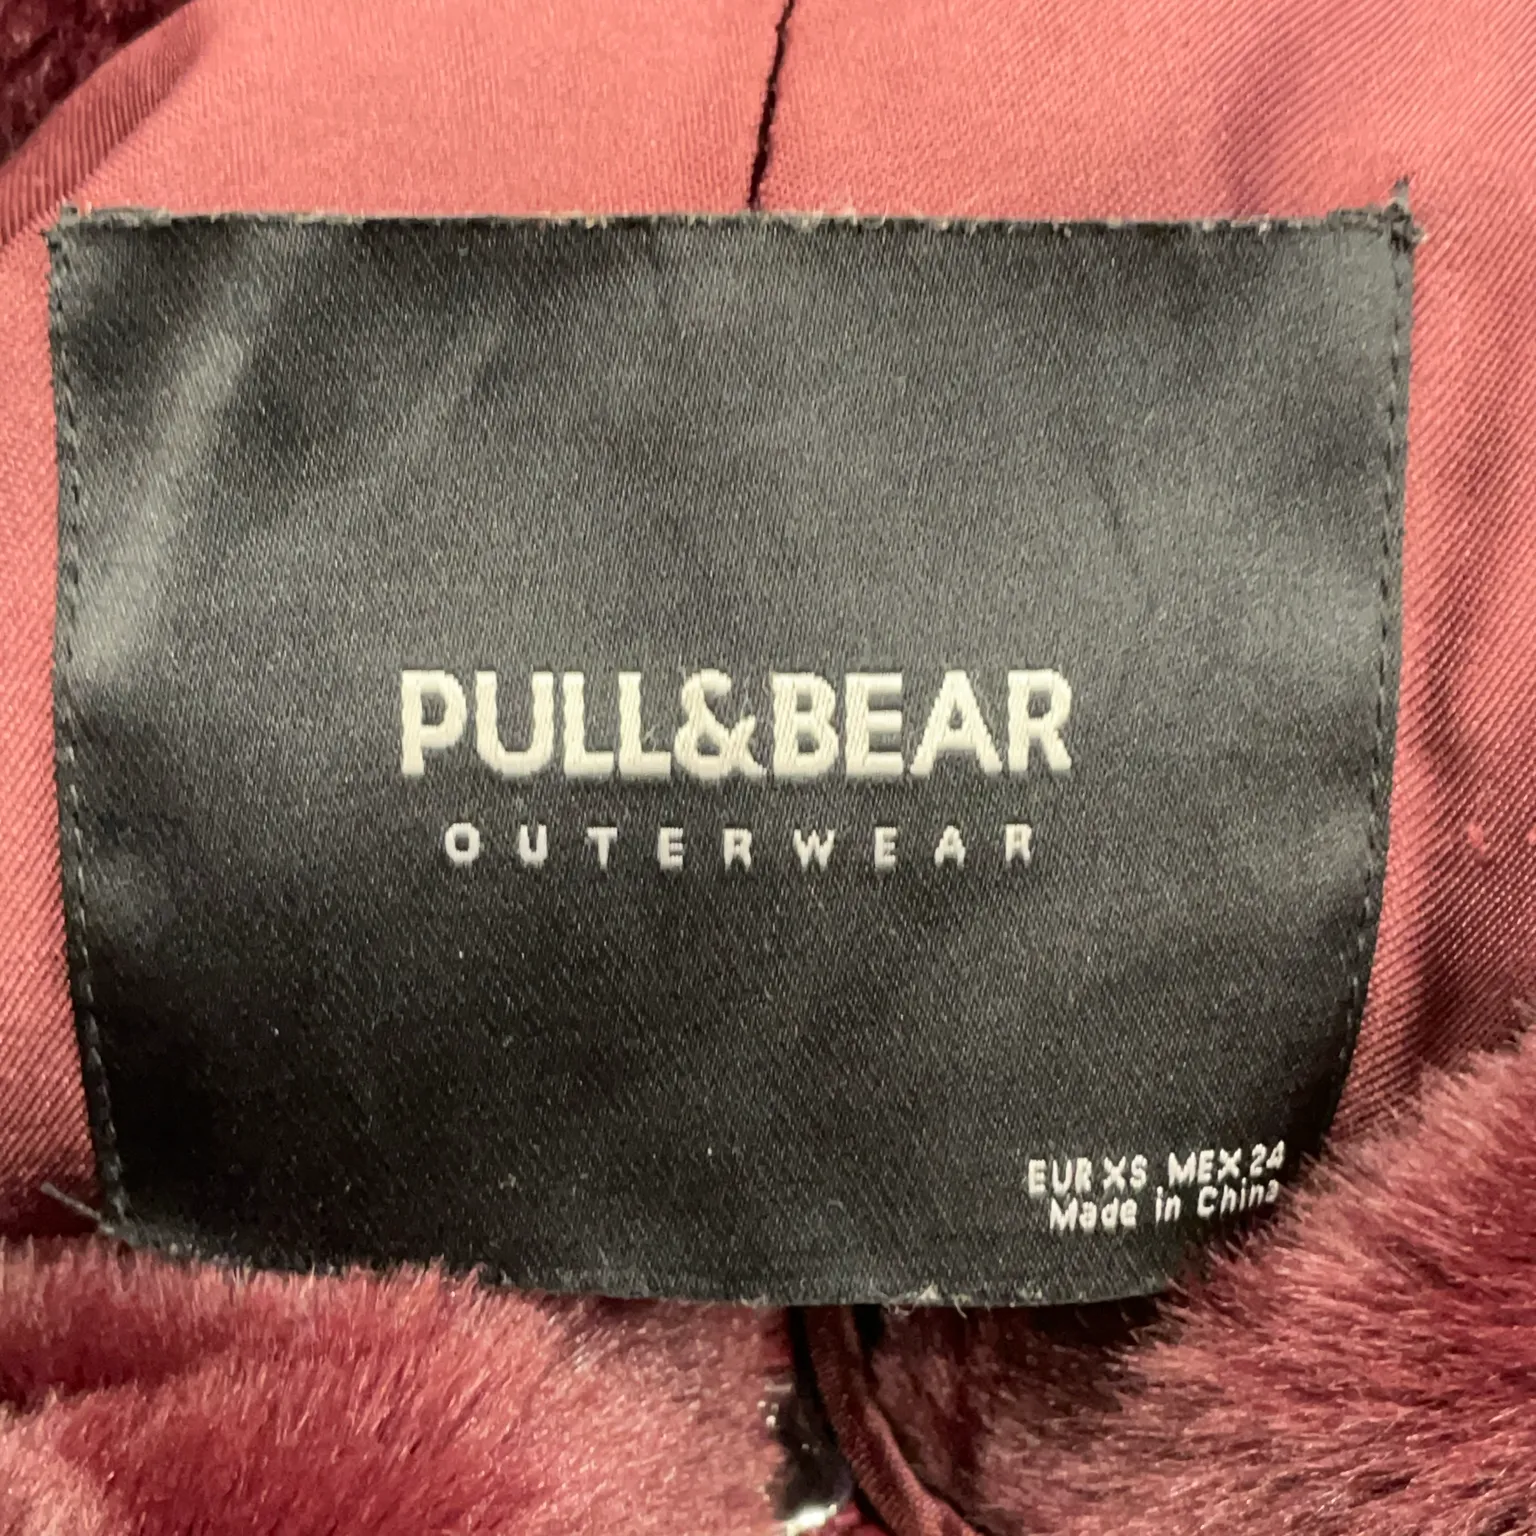 PULL&BEAR
OUTERWEAR
EUR XS MEX 24
Made in China